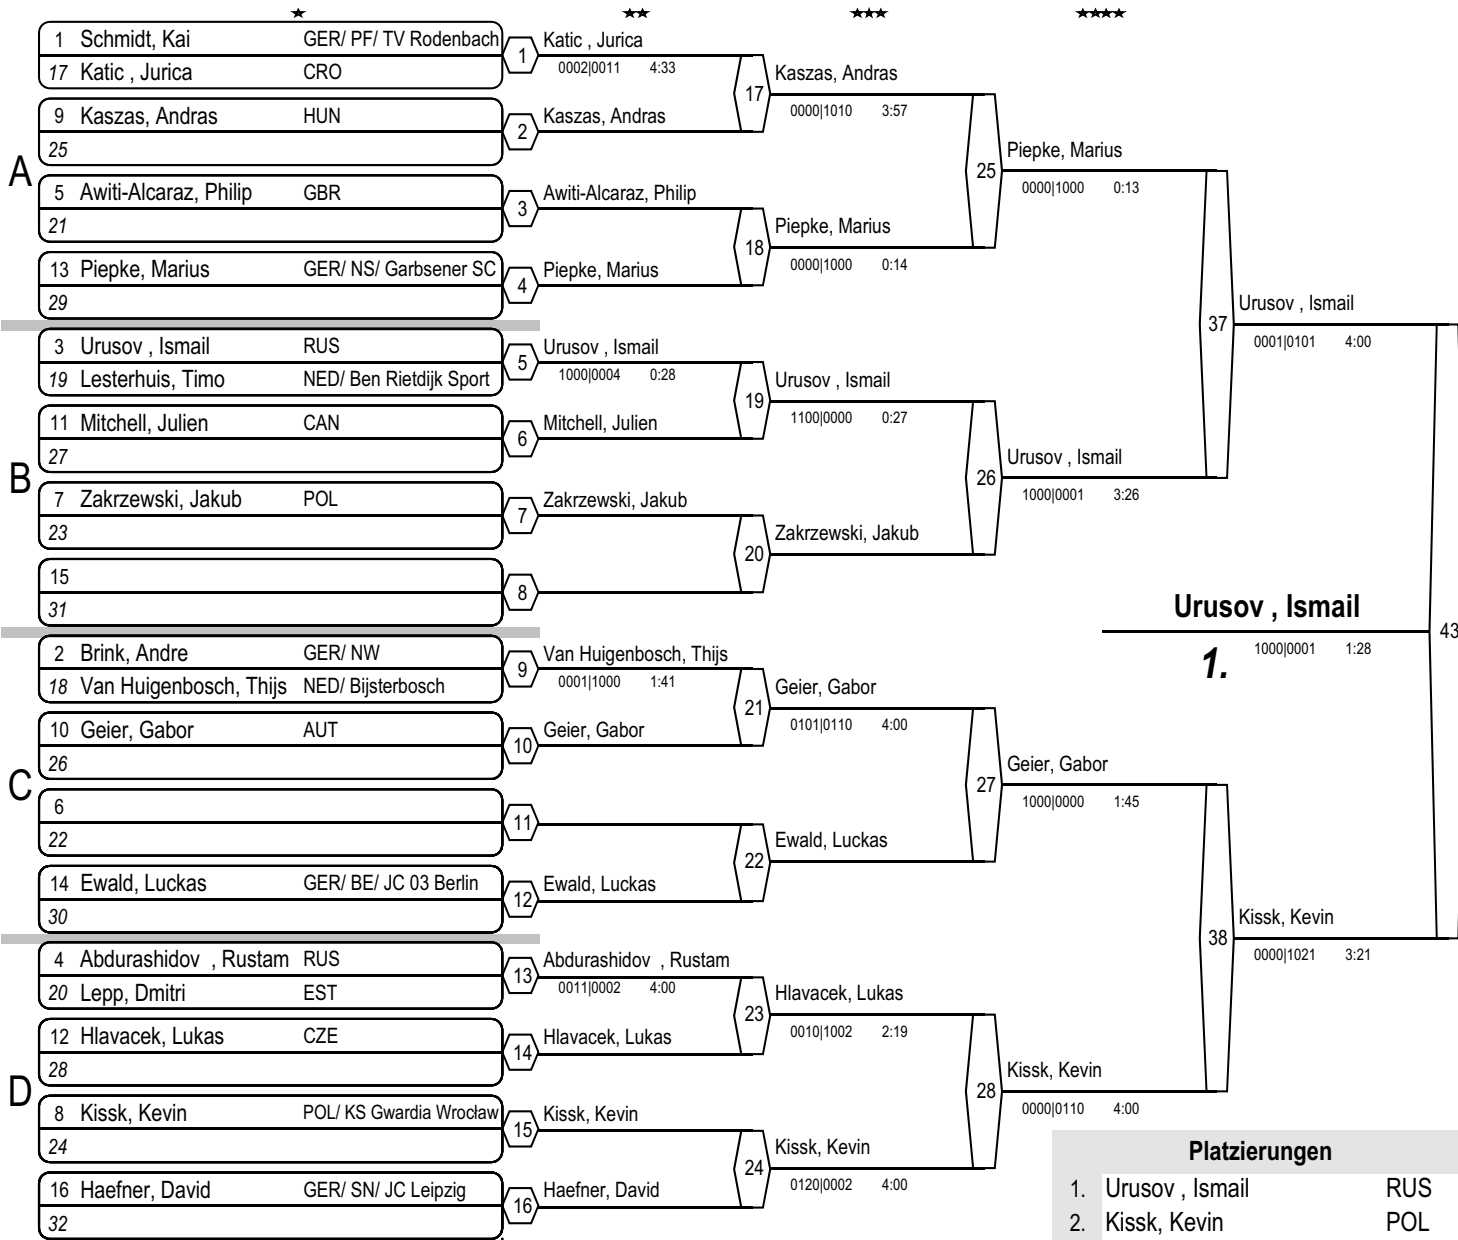 ★ ★★ ★★★ ★★★★
A
1 Schmidt, Kai GER/ PF/ TV Rodenbach
17 Katic , Jurica CRO
9 Kaszas, Andras HUN
25
5 Awiti-Alcaraz, Philip GBR
21
13 Piepke, Marius GER/ NS/ Garbsener SC
29
B
3 Urusov , Ismail RUS
19 Lesterhuis, Timo NED/ Ben Rietdijk Sport
11 Mitchell, Julien CAN
27
7 Zakrzewski, Jakub POL
23
15
31
C
2 Brink, Andre GER/ NW
18 Van Huigenbosch, Thijs NED/ Bijsterbosch
10 Geier, Gabor AUT
26
6
22
14 Ewald, Luckas GER/ BE/ JC 03 Berlin
30
D
4 Abdurashidov , Rustam RUS
20 Lepp, Dmitri EST
12 Hlavacek, Lukas CZE
28
8 Kissk, Kevin POL/ KS Gwardia Wrocław
24
16 Haefner, David GER/ SN/ JC Leipzig
32
1 Katic , Jurica
0002|0011 4:33
2 Kaszas, Andras
3 Awiti-Alcaraz, Philip
4 Piepke, Marius
5 Urusov , Ismail
1000|0004 0:28
6 Mitchell, Julien
7 Zakrzewski, Jakub
8
9 Van Huigenbosch, Thijs
0001|1000 1:41
10 Geier, Gabor
11
12 Ewald, Luckas
13 Abdurashidov , Rustam
0011|0002 4:00
14 Hlavacek, Lukas
15 Kissk, Kevin
16 Haefner, David
17 Kaszas, Andras
0000|1010 3:57
18 Piepke, Marius
0000|1000 0:14
19 Urusov , Ismail
1100|0000 0:27
20 Zakrzewski, Jakub
21 Geier, Gabor
0101|0110 4:00
22 Ewald, Luckas
23 Hlavacek, Lukas
0010|1002 2:19
24 Kissk, Kevin
0120|0002 4:00
25 Piepke, Marius
0000|1000 0:13
26 Urusov , Ismail
1000|0001 3:26
27 Geier, Gabor
1000|0000 1:45
28 Kissk, Kevin
0000|0110 4:00
37 Urusov , Ismail
0001|0101 4:00
38 Kissk, Kevin
0000|1021 3:21
43
Urusov , Ismail
1. 1000|0001 1:28
Platzierungen
1. Urusov , Ismail RUS
2. Kissk, Kevin POL